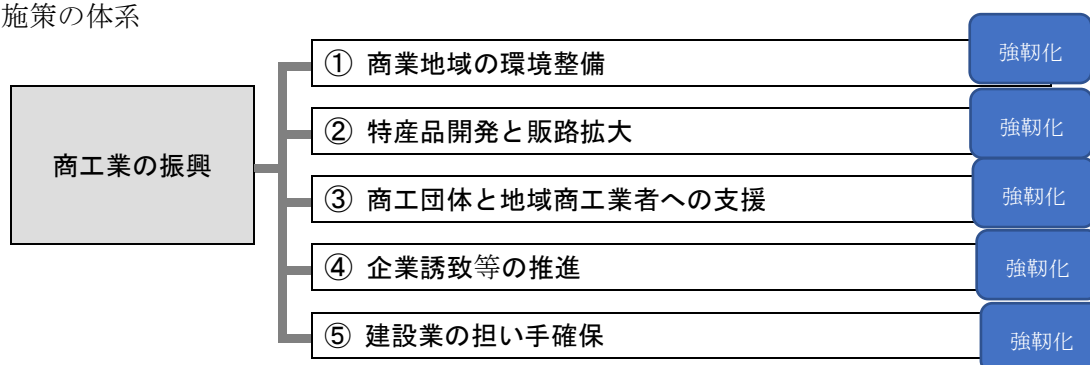 施策の体系
① 商業地域の環境整備
強靭化
② 特産品開発と販路拡大
強靭化
商工業の振興
③ 商工団体と地域商工業者への支援
強靭化
④ 企業誘致等の推進
強靭化
⑤ 建設業の担い手確保
強靭化